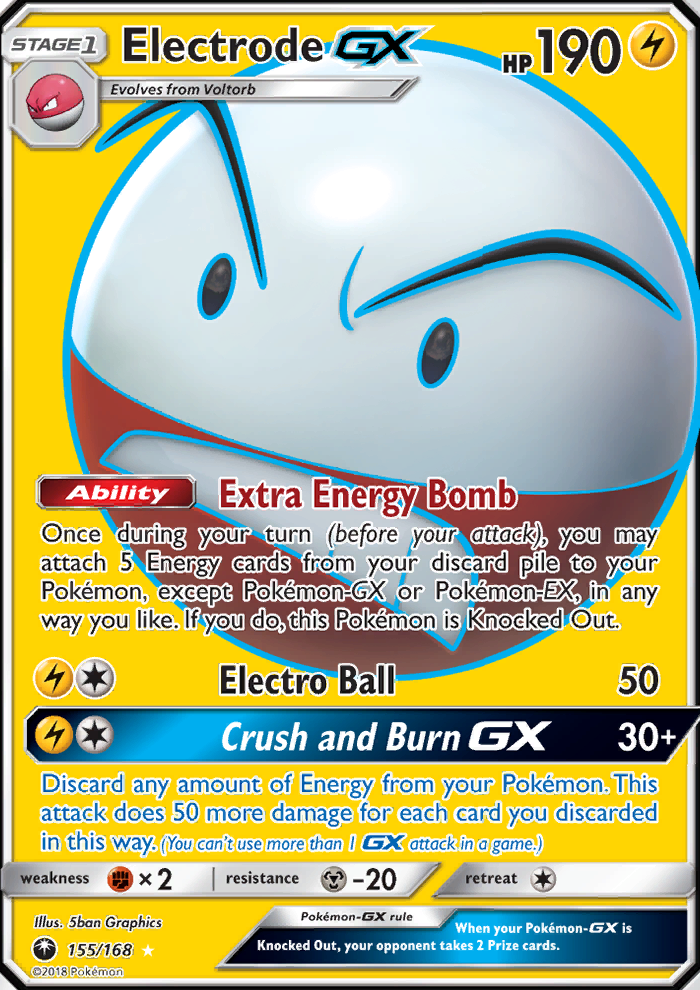 STAGE1 Electrode GX HP 190
Evolves from Voltorb
Ability Extra Energy Bomb
Once during your turn (before your attack), you may
attach 5 Energy cards from your discard pile to your
Pokémon, except Pokémon-GX or Pokémon-EX, in any
way you like. If you do, this Pokémon is Knocked Out.
Electro Ball 50
Crush and Burn GX 30+
Discard any amount of Energy from your Pokémon. This
attack does 50 more damage for each card you discarded
in this way. (You can't use more than 1 GX attack in a game.)
weakness ×2 resistance -20 retreat
Illus. 5ban Graphics
155/168
©2018 Pokémon
Pokémon-GX rule
When your Pokémon-GX is
Knocked Out, your opponent takes 2 Prize cards.